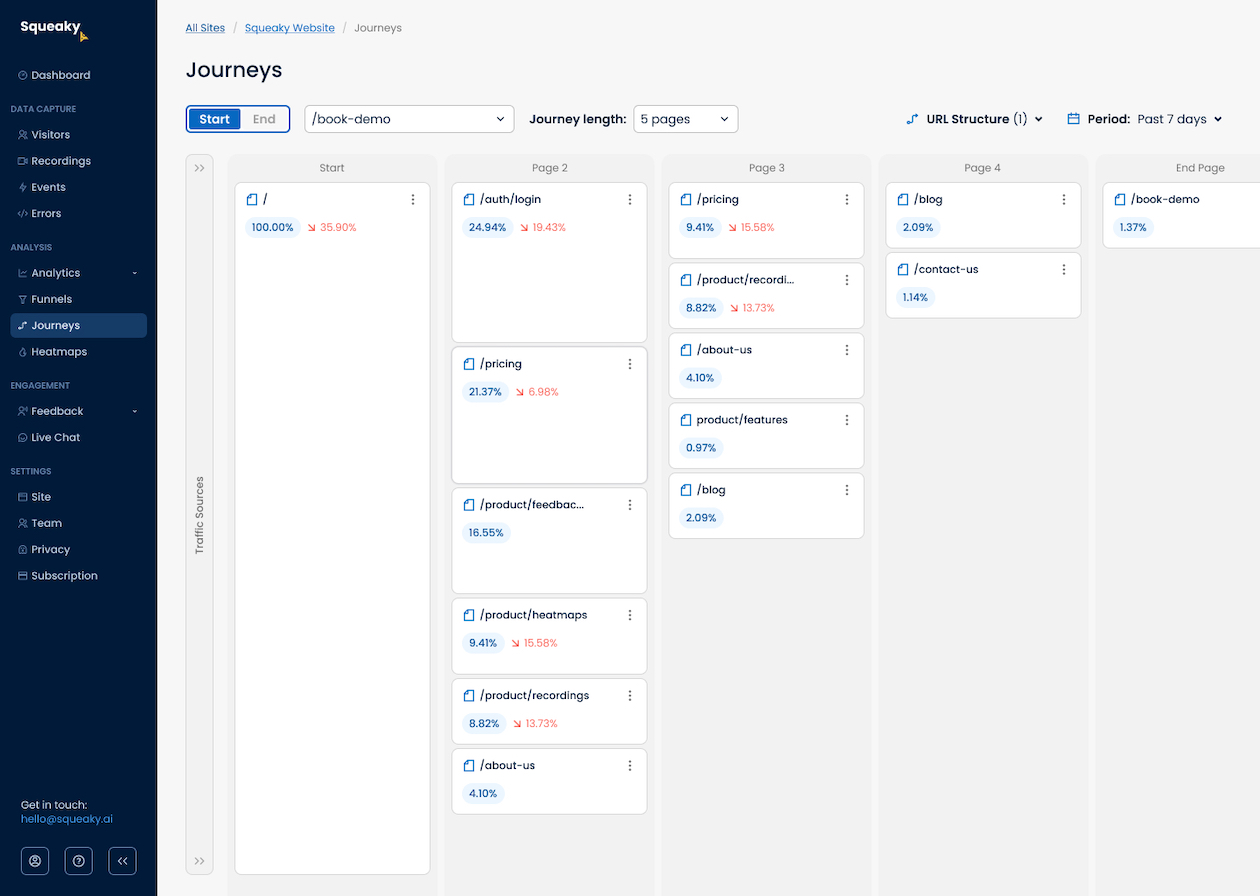 Squeaky
Dashboard
DATA CAPTURE
Visitors
Recordings
Events
Errors
ANALYSIS
Analytics
Funnels
Journeys
Heatmaps
ENGAGEMENT
Feedback
Live Chat
SETTINGS
Site
Team
Privacy
Subscription
Get in touch:
hello@squeaky.ai
All Sites / Squeaky Website / Journeys
Journeys
Start End /book-demo Journey length: 5 pages URL Structure (1) Period: Past 7 days
Traffic Sources
Start
/
100.00% 35.90%
Page 2
/auth/login
24.94% 19.43%
/pricing
21.37% 6.98%
/product/feedbac...
16.55%
/product/heatmaps
9.41% 15.58%
/product/recordings
8.82% 13.73%
/about-us
4.10%
Page 3
/pricing
9.41% 15.58%
/product/recordi...
8.82% 13.73%
/about-us
4.10%
product/features
0.97%
/blog
2.09%
Page 4
/blog
2.09%
/contact-us
1.14%
End Page
/book-demo
1.37%